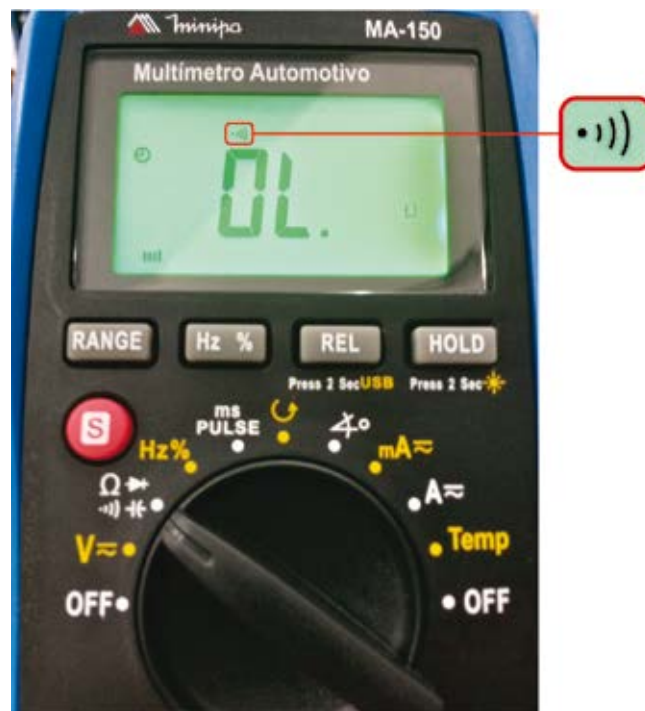 minipa MA-150
Multímetro Automotivo
0L.
RANGE Hz % REL HOLD
Press 2 Sec USB Press 2 Sec
S
ms
PULSE
Hz%
mA
Ω
A
V
Temp
OFF OFF